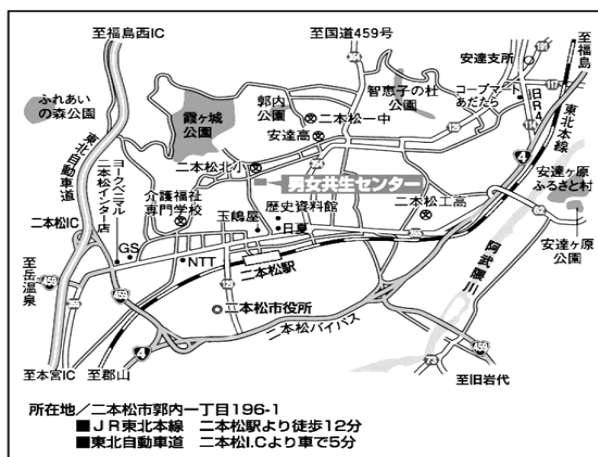 至福島西IC
至国道459号
至福島
安達支所
ふれあい
の森公園
霞ヶ城
公園
郭内
公園
二本松一中
智恵子の杜
公園
コープマート
あだたら
旧R4
東北本線
東北自動車道
安達高
二本松北小
男女共生センター
安達ヶ原
ふるさと村
ヨークベニマル
二本松インター店
介護福祉
専門学校
二本松工高
二本松IC
玉嶋屋
歴史資料館
日夏
安達ヶ原
公園
GS
NTT
二本松駅
阿武隈川
至岳温泉
459
4
二本松市役所
二本松バイパス
459
4
至本宮IC
至郡山
至旧岩代
所在地/二本松市郭内一丁目196-1
■JR東北本線 二本松駅より徒歩12分
■東北自動車道 二本松I.Cより車で5分